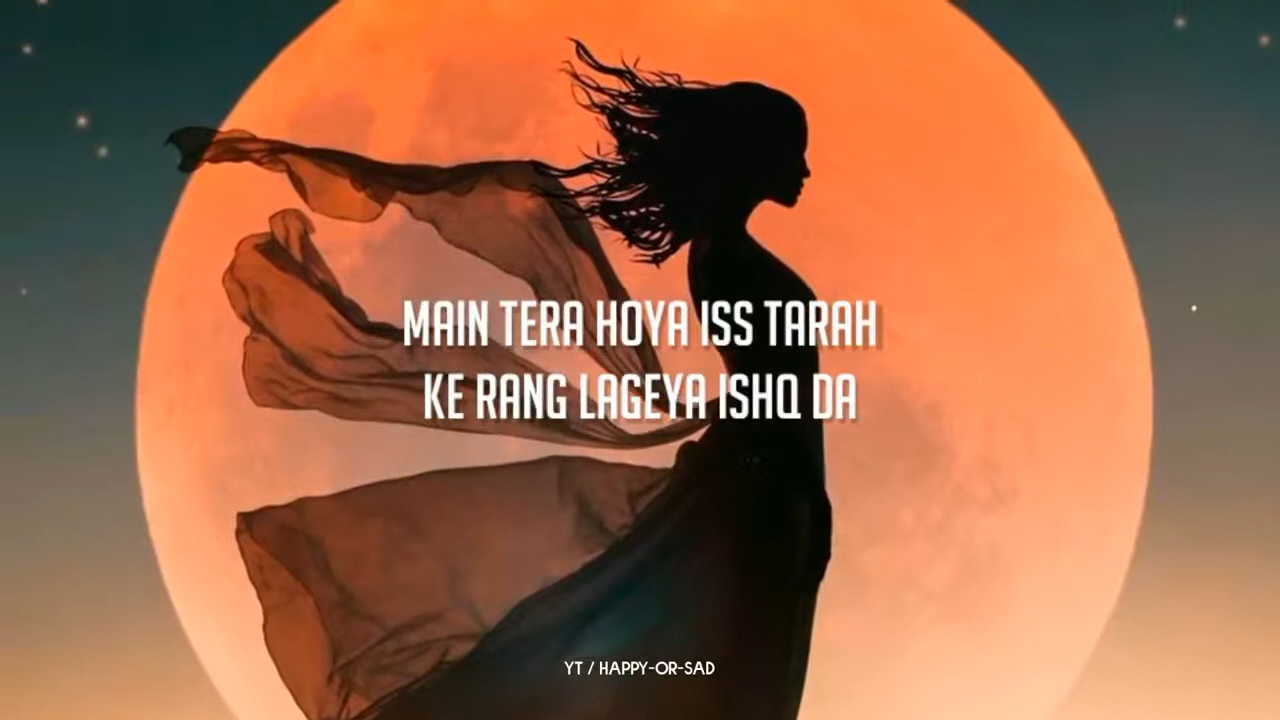 MAIN TERA HOYA ISS TARAH
KE RANG LAGEYA ISHQ DA
YT / HAPPY-OR-SAD